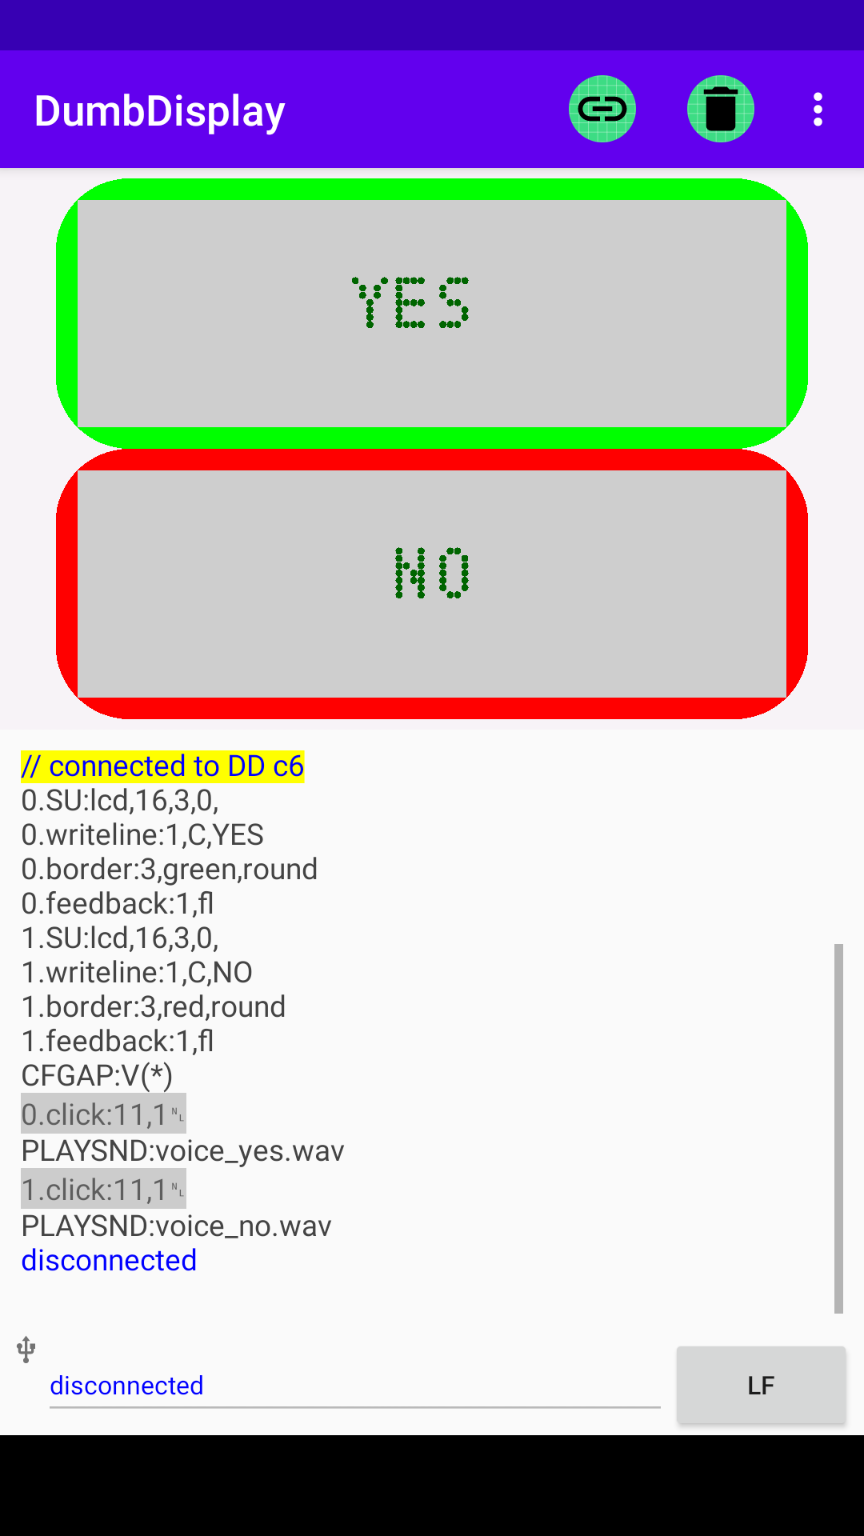 DumbDisplay
YES
NO
// connected to DD c6
0.SU:lcd,16,3,0,
0.writeline:1,C,YES
0.border:3,green,round
0.feedback:1,fl
1.SU:lcd,16,3,0,
1.writeline:1,C,NO
1.border:3,red,round
1.feedback:1,fl
CFGAP:V(*)
0.click:11,1␤
PLAYSND:voice_yes.wav
1.click:11,1␤
PLAYSND:voice_no.wav
disconnected
disconnected
LF